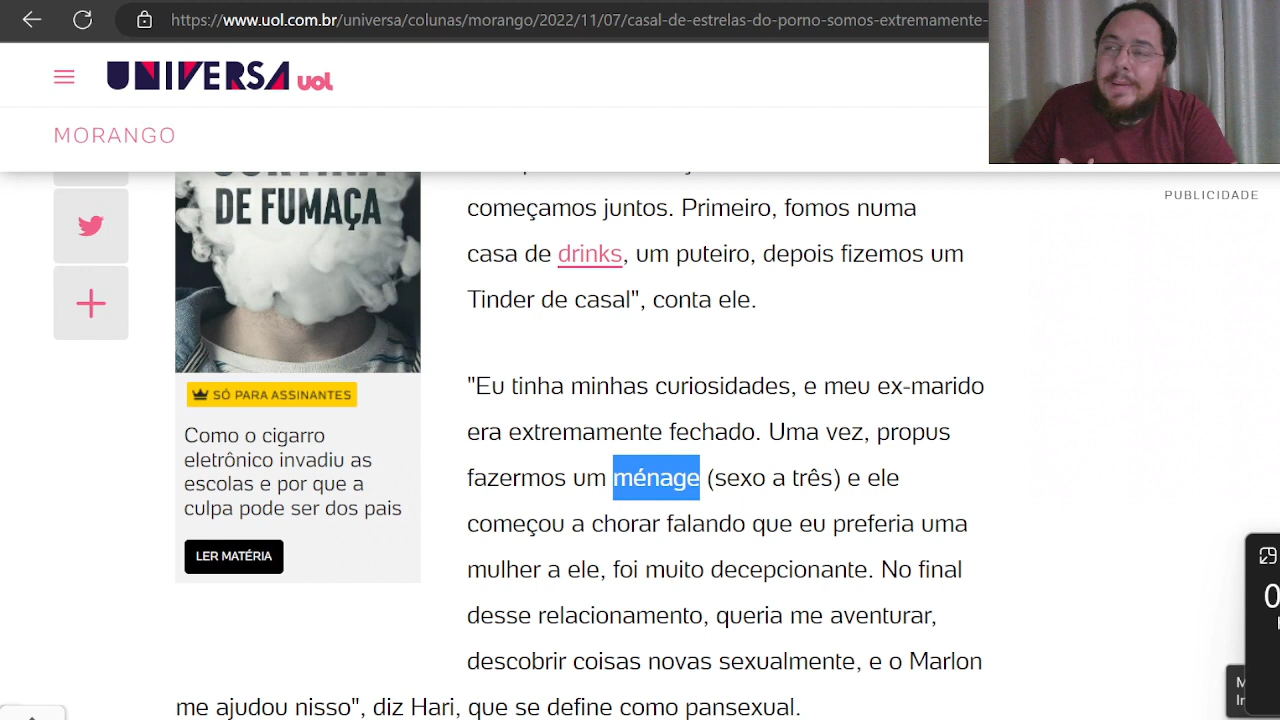 https://www.uol.com.br/universa/colunas/morango/2022/11/07/casal-de-estrelas-do-porno-somos-extremamente-
UNIVERSA uol
MORANGO
DE FUMAÇA
SÓ PARA ASSINANTES
Como o cigarro
eletrônico invadiu as
escolas e por que a
culpa pode ser dos pais
LER MATÉRIA
começamos juntos. Primeiro, fomos numa
casa de drinks, um puteiro, depois fizemos um
Tinder de casal", conta ele.
"Eu tinha minhas curiosidades, e meu ex-marido
era extremamente fechado. Uma vez, propus
fazermos um ménage (sexo a três) e ele
começou a chorar falando que eu preferia uma
mulher a ele, foi muito decepcionante. No final
desse relacionamento, queria me aventurar,
descobrir coisas novas sexualmente, e o Marlon
me ajudou nisso", diz Hari, que se define como pansexual.
PUBLICIDADE